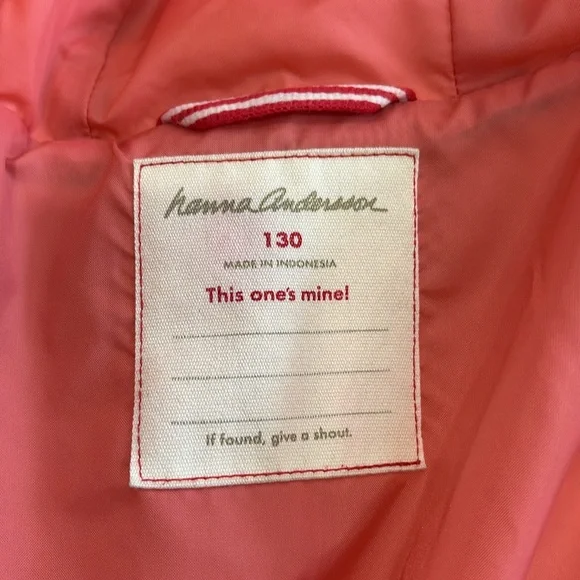 hanna Andersson
130
MADE IN INDONESIA
This one's mine!
If found, give a shout.